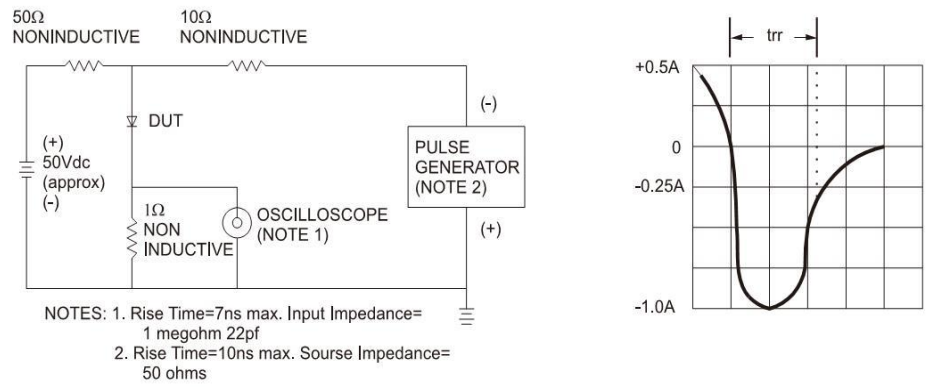 50Ω
NONINDUCTIVE
10Ω
NONINDUCTIVE
DUT
(+)
50Vdc
(approx)
(-)
1Ω
NON
INDUCTIVE
OSCILLOSCOPE
(NOTE 1)
(-)
PULSE
GENERATOR
(NOTE 2)
(+)
NOTES: 1. Rise Time=7ns max. Input Impedance=
1 megohm 22pf
2. Rise Time=10ns max. Sourse Impedance=
50 ohms
trr
+0.5A
0
-0.25A
-1.0A